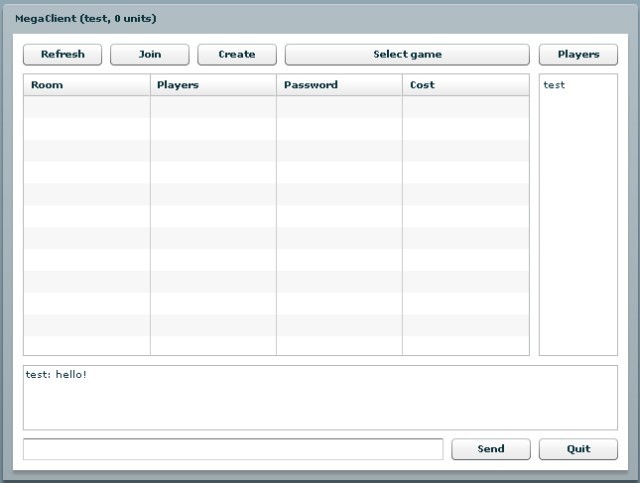 MegaClient (test, 0 units)
Refresh Join Create Select game Players
Room Players Password Cost
test
test: hello!
Send Quit